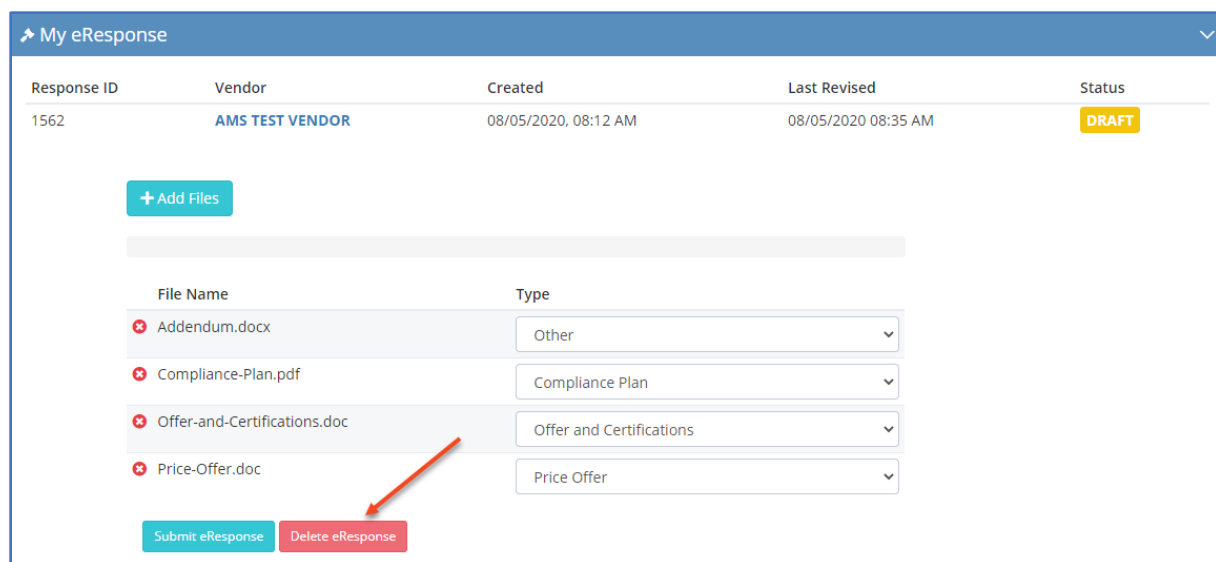 My eResponse
Response ID Vendor Created Last Revised Status
1562 AMS TEST VENDOR 08/05/2020, 08:12 AM 08/05/2020 08:35 AM DRAFT
+ Add Files
File Name Type
Addendum.docx Other
Compliance-Plan.pdf Compliance Plan
Offer-and-Certifications.doc Offer and Certifications
Price-Offer.doc Price Offer
Submit eResponse Delete eResponse